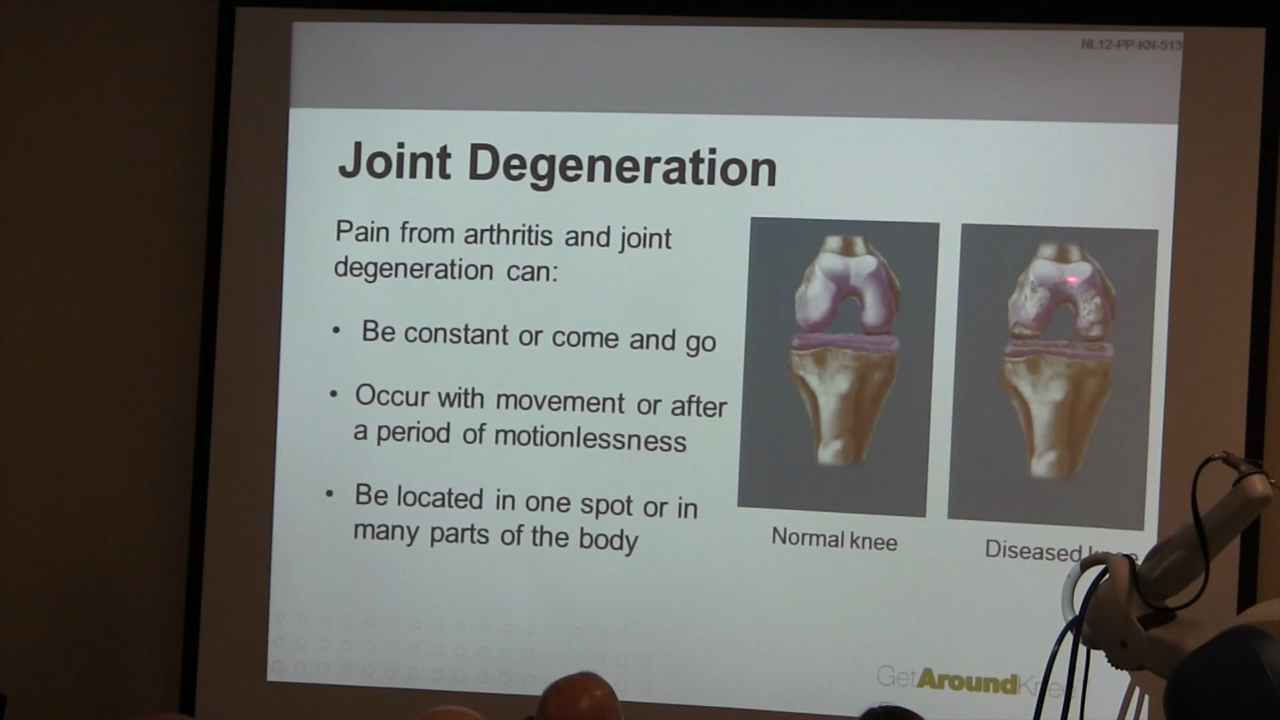 NL12-PP-KN-513
Joint Degeneration
Pain from arthritis and joint
degeneration can:
• Be constant or come and go
• Occur with movement or after
a period of motionlessness
• Be located in one spot or in
many parts of the body
Normal knee
Diseased
GetAround